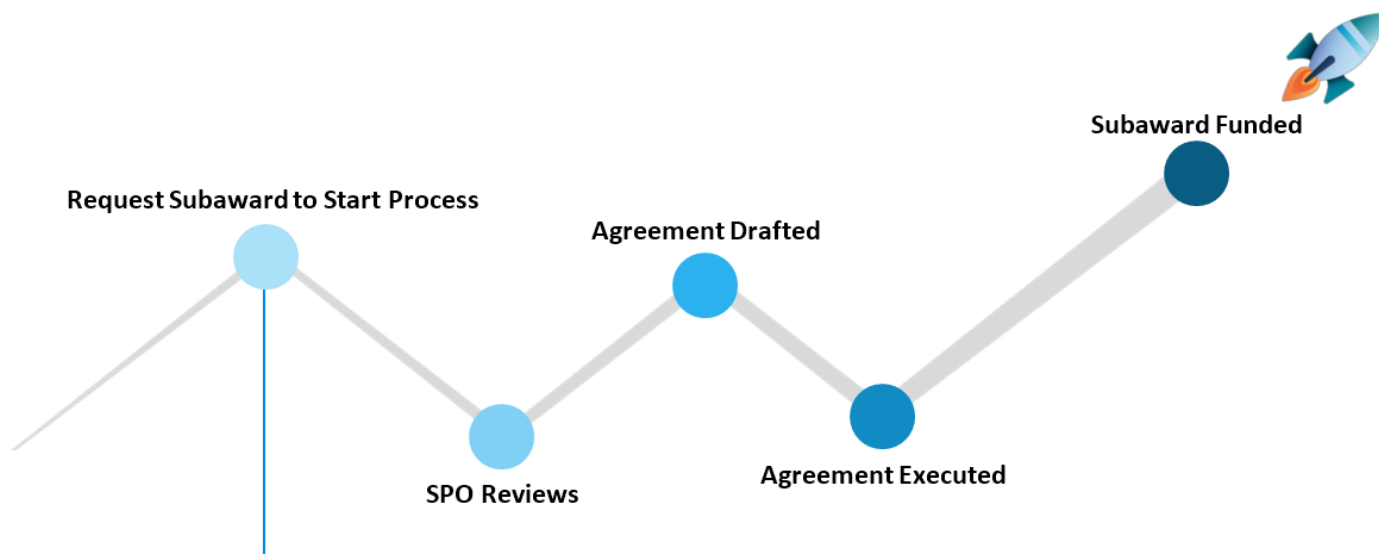 Request Subaward to Start Process
SPO Reviews
Agreement Drafted
Agreement Executed
Subaward Funded